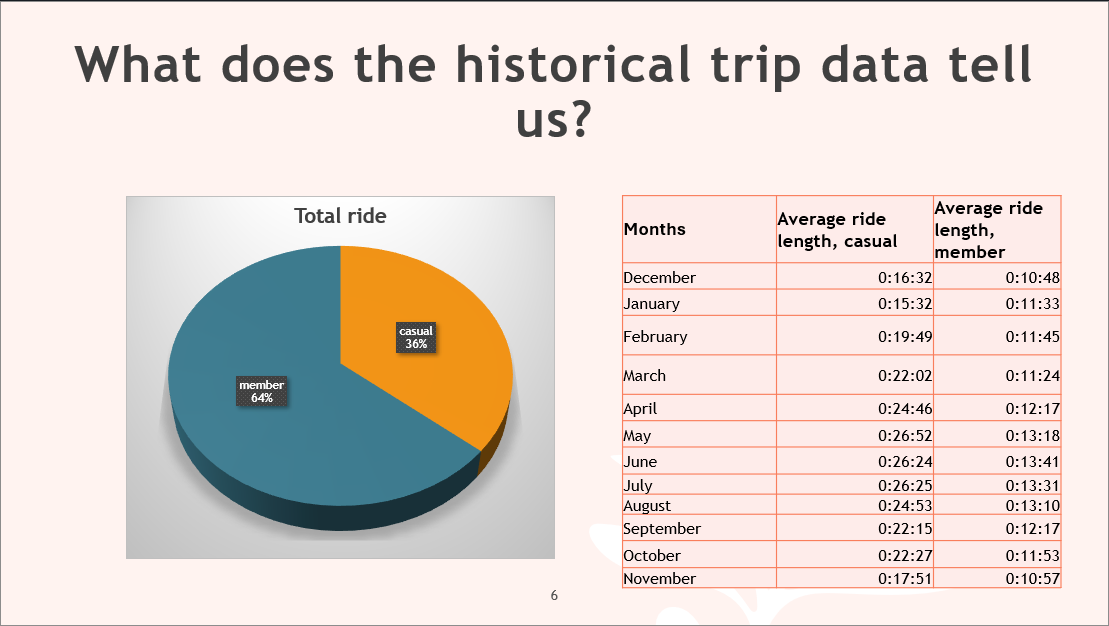 What does the historical trip data tell
us?
Total ride
casual
36%
member
64%
Months
Average ride
length, casual
Average ride
length,
member
December 0:16:32 0:10:48
January 0:15:32 0:11:33
February 0:19:49 0:11:45
March 0:22:02 0:11:24
April 0:24:46 0:12:17
May 0:26:52 0:13:18
June 0:26:24 0:13:41
July 0:26:25 0:13:31
August 0:24:53 0:13:10
September 0:22:15 0:12:17
October 0:22:27 0:11:53
November 0:17:51 0:10:57
6